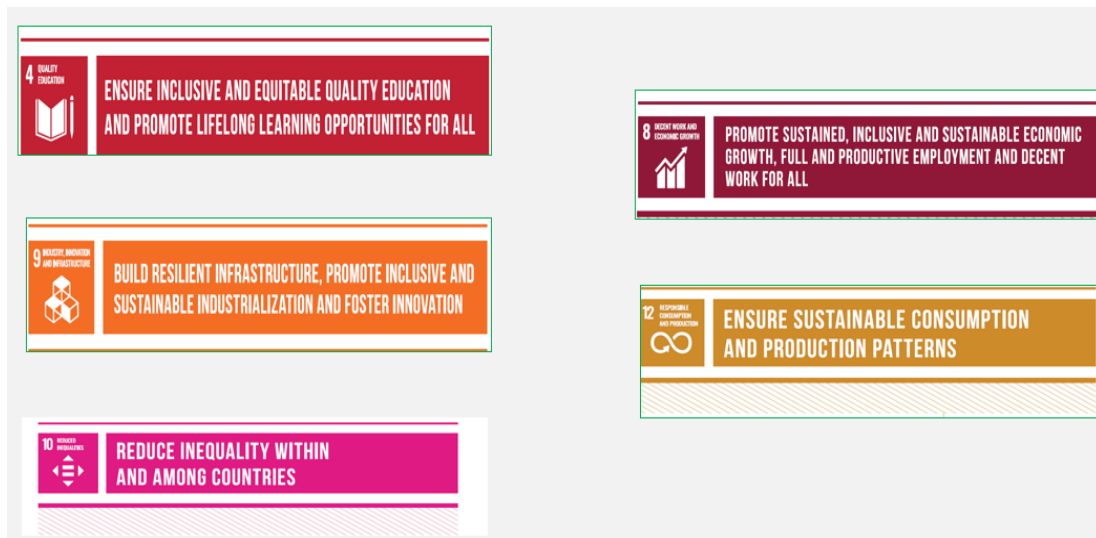 4 QUALITY
EDUCATION
ENSURE INCLUSIVE AND EQUITABLE QUALITY EDUCATION
AND PROMOTE LIFELONG LEARNING OPPORTUNITIES FOR ALL
8 DECENT WORK AND
ECONOMIC GROWTH
PROMOTE SUSTAINED, INCLUSIVE AND SUSTAINABLE ECONOMIC
GROWTH, FULL AND PRODUCTIVE EMPLOYMENT AND DECENT
WORK FOR ALL
9 INDUSTRY, INNOVATION
AND INFRASTRUCTURE
BUILD RESILIENT INFRASTRUCTURE, PROMOTE INCLUSIVE AND
SUSTAINABLE INDUSTRIALIZATION AND FOSTER INNOVATION
12 RESPONSIBLE
CONSUMPTION
AND PRODUCTION
ENSURE SUSTAINABLE CONSUMPTION
AND PRODUCTION PATTERNS
10 REDUCED
INEQUALITIES
REDUCE INEQUALITY WITHIN
AND AMONG COUNTRIES